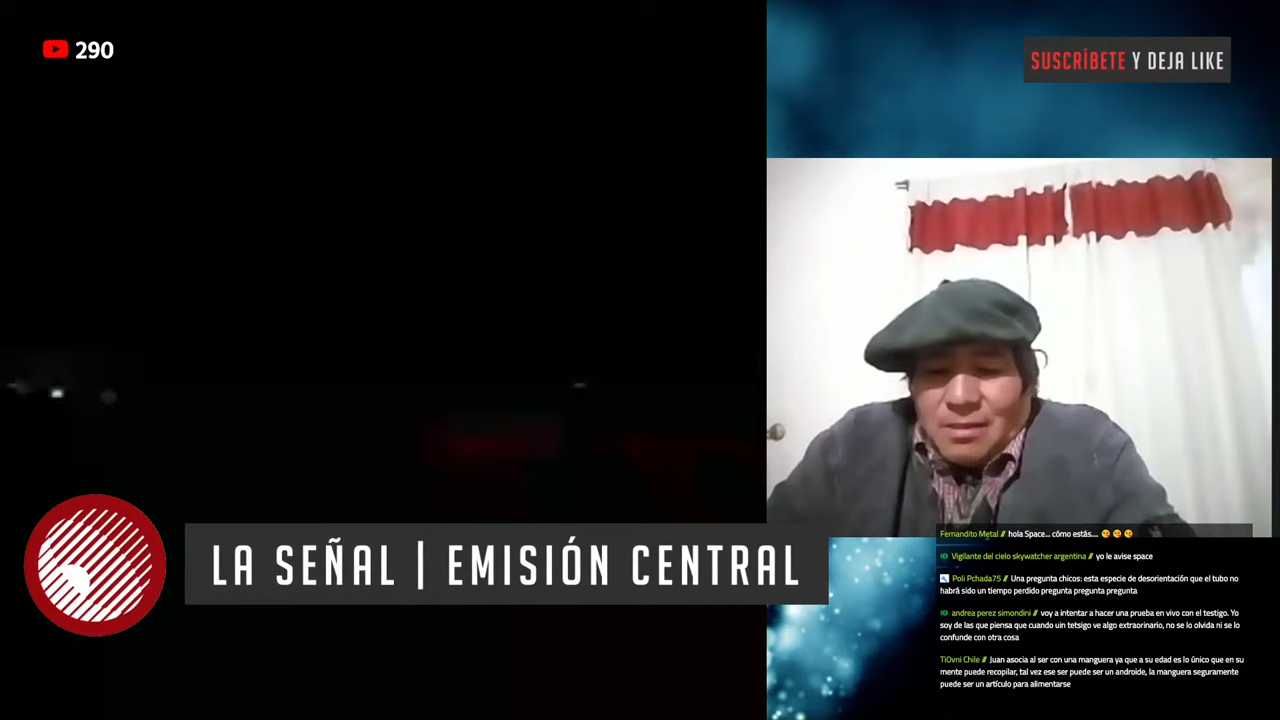 290
SUSCRÍBETE Y DEJA LIKE
LA SEÑAL | EMISIÓN CENTRAL
Fernandito Metal // hola Space... cómo estás....
Vigilante del cielo skywatcher argentina // yo le avise space
Poli Pchada75 // Una pregunta chicos: esta especie de desorientación que el tubo no
habrá sido un tiempo perdido pregunta pregunta pregunta
andrea perez simondini // voy a intentar a hacer una prueba en vivo con el testigo. Yo
soy de las que piensa que cuando uin tetsigo ve algo extraorinario, no se lo olvida ni se lo
confunde con otra cosa
TiOvni Chile // Juan asocia al ser con una manguera ya que a su edad es lo único que en su
mente puede recopilar, tal vez ese ser puede ser un androide, la manguera seguramente
puede ser un artículo para alimentarse